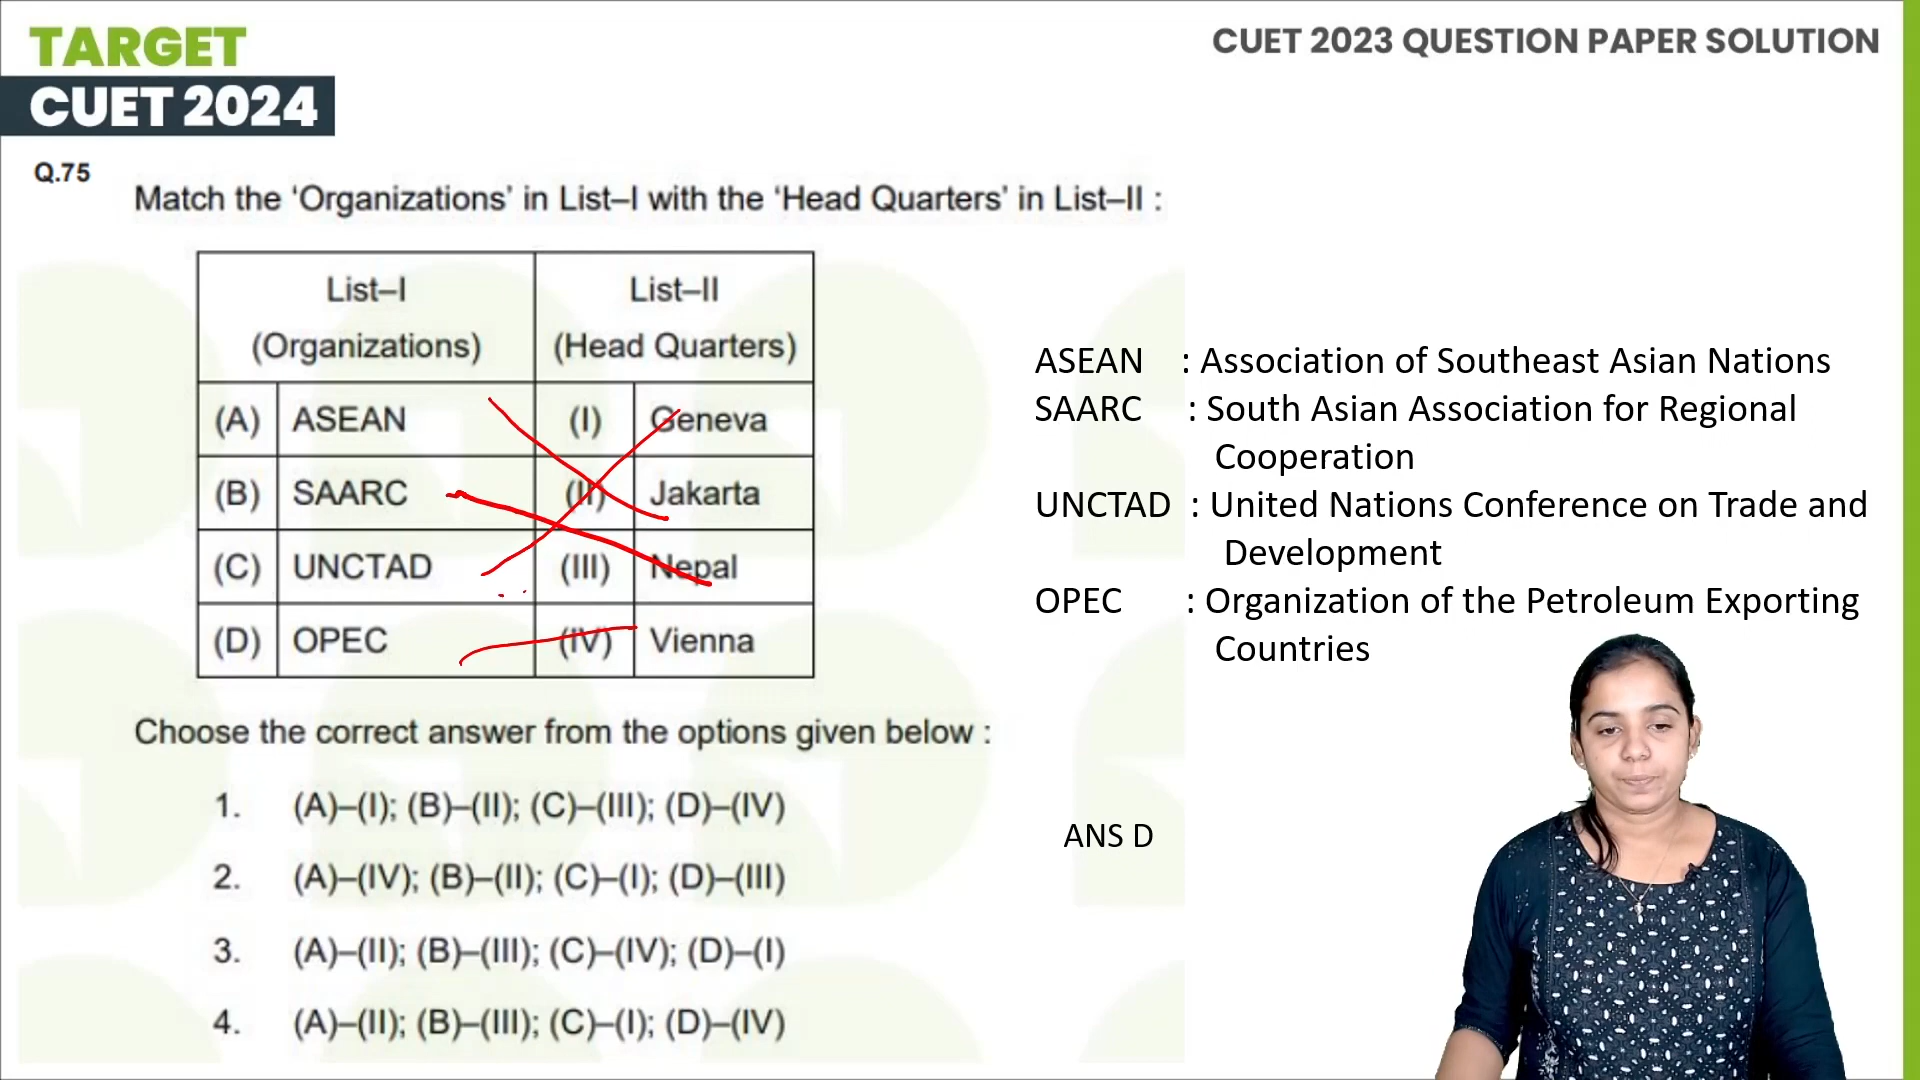 TARGET
CUET 2024
CUET 2023 QUESTION PAPER SOLUTION
Q.75
Match the ‘Organizations’ in List–I with the ‘Head Quarters’ in List–II :
List–I List–II
(Organizations) (Head Quarters)
(A) ASEAN (I) Geneva
(B) SAARC (II) Jakarta
(C) UNCTAD (III) Nepal
(D) OPEC (IV) Vienna
Choose the correct answer from the options given below :
1. (A)–(I); (B)–(II); (C)–(III); (D)–(IV)
2. (A)–(IV); (B)–(II); (C)–(I); (D)–(III)
3. (A)–(II); (B)–(III); (C)–(IV); (D)–(I)
4. (A)–(II); (B)–(III); (C)–(I); (D)–(IV)
ASEAN : Association of Southeast Asian Nations
SAARC : South Asian Association for Regional
Cooperation
UNCTAD : United Nations Conference on Trade and
Development
OPEC : Organization of the Petroleum Exporting
Countries
ANS D